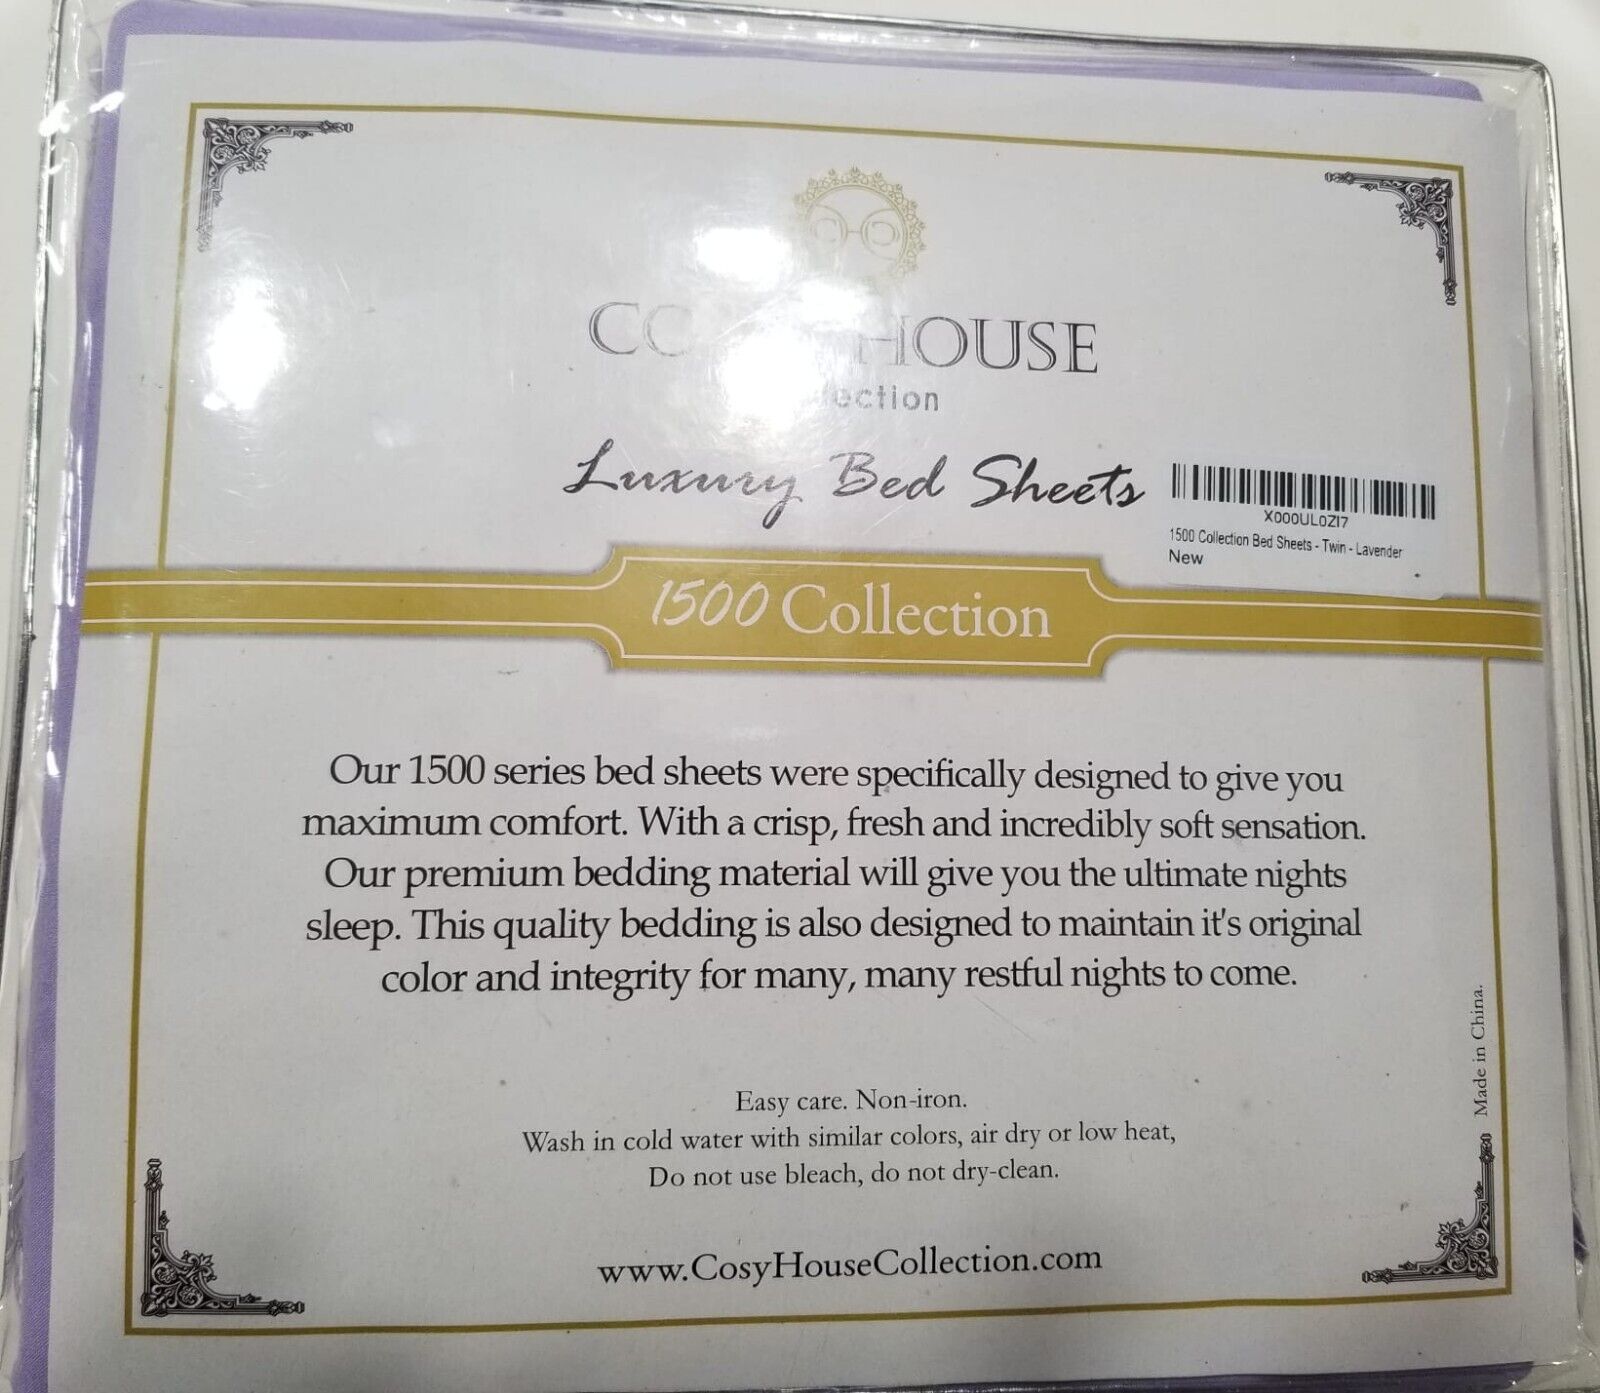 HOUSE
Luxury Bed Sheets
X000UL0ZI7
1500 Collection Bed Sheets - Twin - Lavender
New
1500 Collection
Our 1500 series bed sheets were specifically designed to give you
maximum comfort. With a crisp, fresh and incredibly soft sensation.
Our premium bedding material will give you the ultimate nights
sleep. This quality bedding is also designed to maintain it's original
color and integrity for many, many restful nights to come.
Made in China.
Easy care. Non-iron.
Wash in cold water with similar colors, air dry or low heat,
Do not use bleach, do not dry-clean.
www.CosyHouseCollection.com